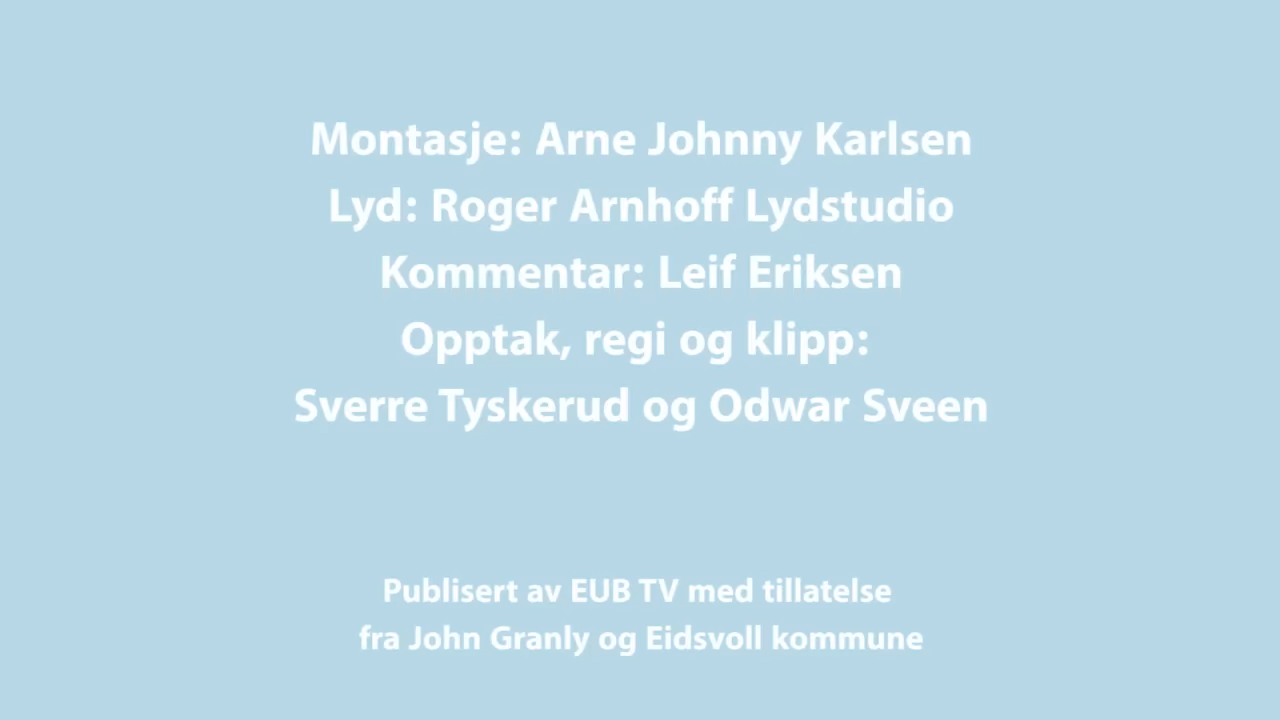 Montasje: Arne Johnny Karlsen
Lyd: Roger Arnhoff Lydstudio
Kommentar: Leif Eriksen
Opptak, regi og klipp:
Sverre Tyskerud og Odwar Sveen
Publisert av EUB TV med tillatelse
fra John Granly og Eidsvoll kommune